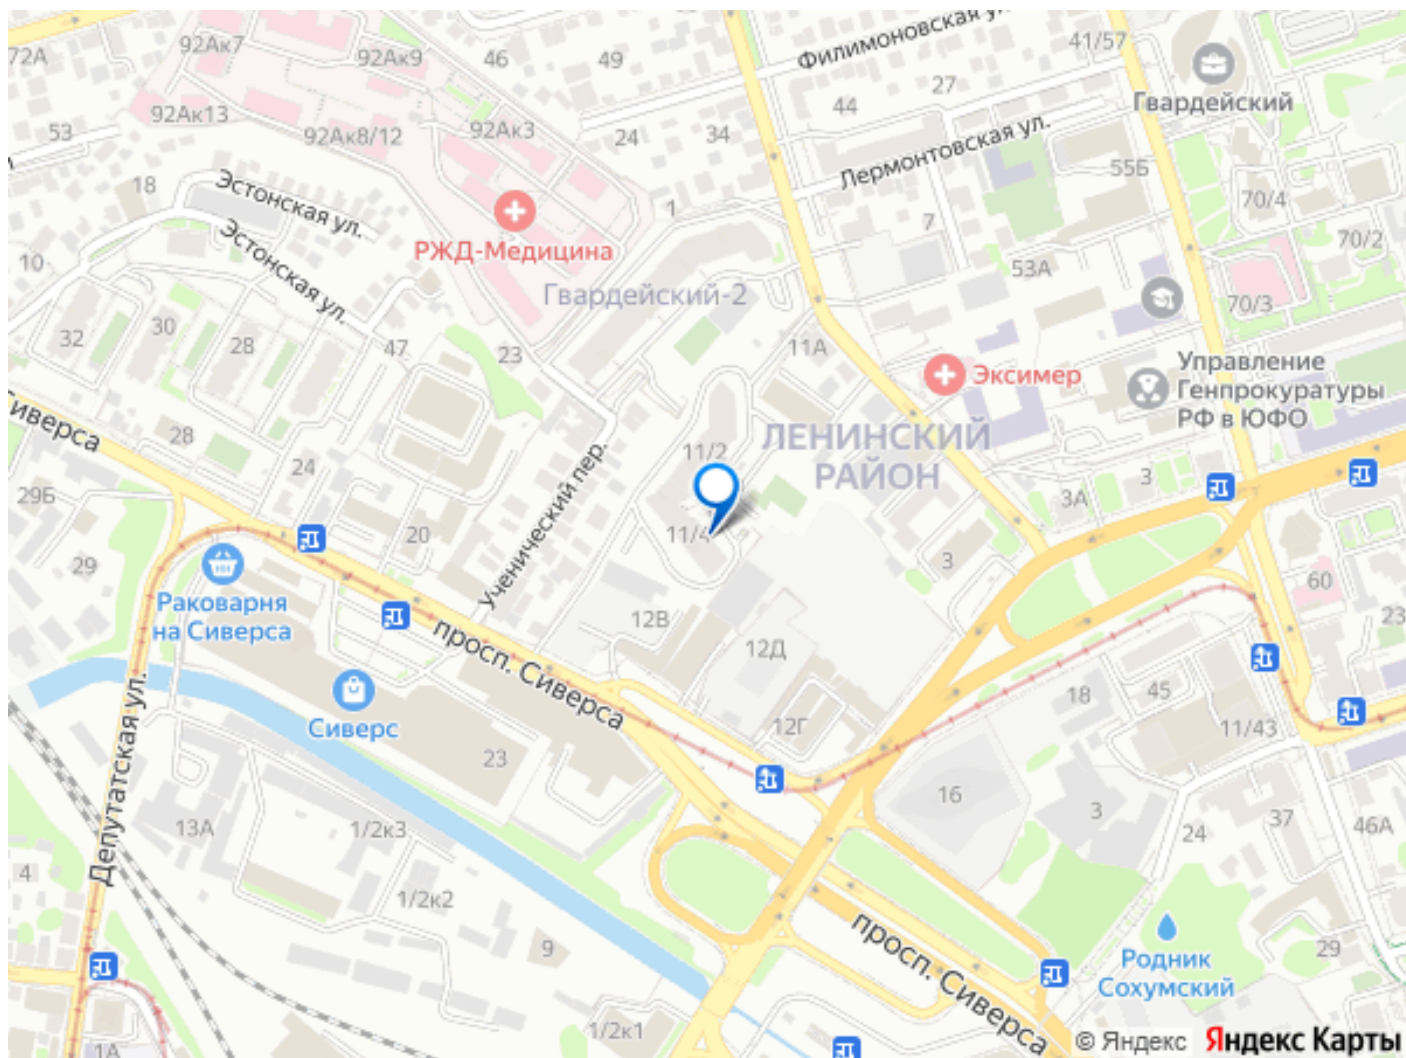 92Ак7
92Ак9
46
49
Филимоновская ул.
41/57
72А
Гвардейский
27
44
92Ак13
53
92Ак8/12
92Ак3
24
34
Лермонтовская ул.
55Б
18
Эстонская ул.
1
70/4
7
70/2
РЖД-Медицина
Эстонская ул.
10
53А
Гвардейский-2
70/3
32
30
28
47
23
11А
Эксимер
Управление
Генпрокуратуры
РФ в ЮФО
Сиверса
28
24
11/2
ЛЕНИНСКИЙ
РАЙОН
3
3А
29Б
Ученический пер.
20
11/4
29
3
60
Раковарня
на Сиверса
12В
просп. Сиверса
12Д
23
Депутатская ул.
Сиверс
18
45
12Г
11/43
23
16
3
13А
1/2к3
24
37
46А
4
1/2к2
9
просп. Сиверса
29
Родник
Сохумский
1/2к1
1А
© Яндекс
Яндекс Карты